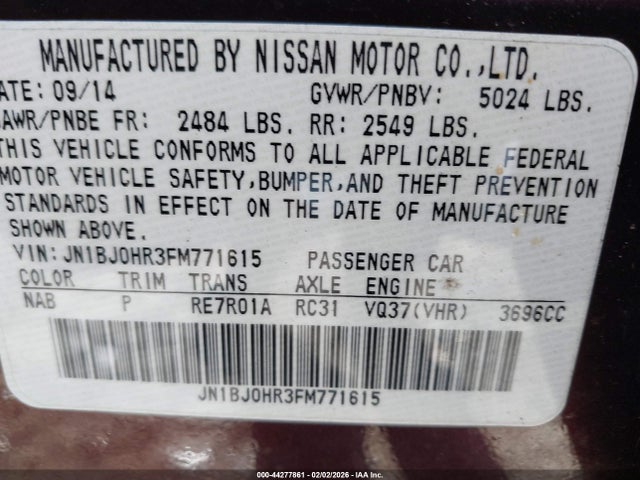 MANUFACTURED BY NISSAN MOTOR CO.,LTD.
ATE: 09/14 GVWR/PNBV: 5024 LBS.
AWR/PNBE FR: 2484 LBS. RR: 2549 LBS.
THIS VEHICLE CONFORMS TO ALL APPLICABLE FEDERAL
MOTOR VEHICLE SAFETY,BUMPER,AND THEFT PREVENTION
STANDARDS IN EFFECT ON THE DATE OF MANUFACTURE
SHOWN ABOVE.
VIN:JN1BJ0HR3FM771615 PASSENGER CAR
COLOR TRIM TRANS AXLE ENGINE
NAB P RE7R01A RC31 VQ37(VHR) 3696CC
JN1BJ0HR3FM771615
000-44277861 - 02/02/2026 - IAA Inc.